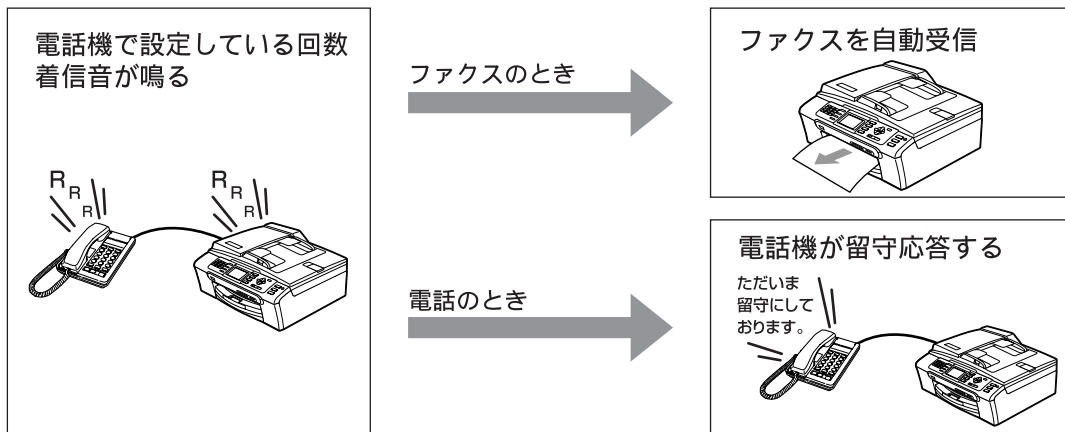 電話機で設定している回数
着信音が鳴る
R
R
R
R
R
R
ファクスのとき
ファクスを自動受信
電話のとき
電話機が留守応答する
ただいま
留守にして
おります。